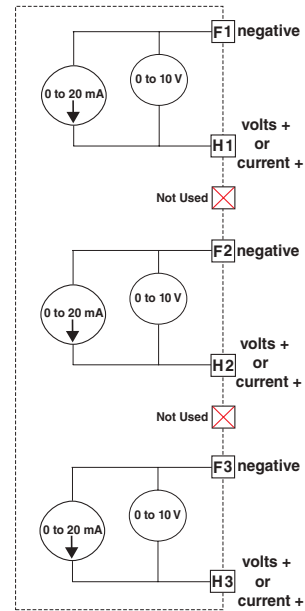 F1 negative
0 to 20 mA
0 to 10 V
H1
volts +
or
current +
Not Used
F2 negative
0 to 20 mA
0 to 10 V
H2
volts +
or
current +
Not Used
F3 negative
0 to 20 mA
0 to 10 V
H3
volts +
or
current +